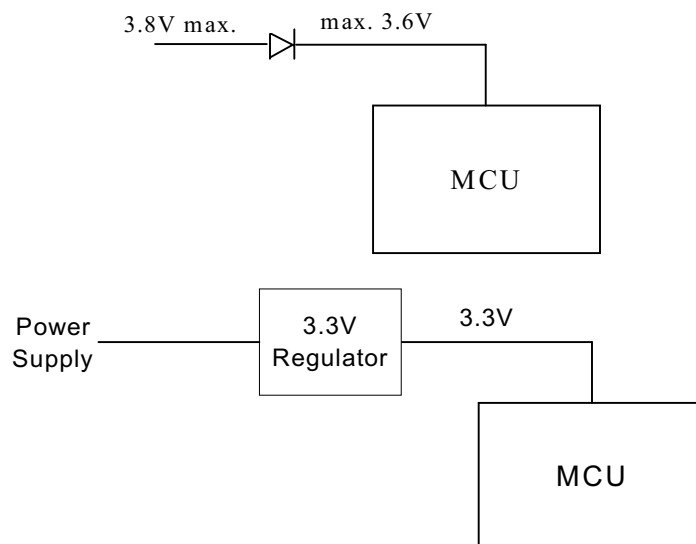 3.8V max.
max. 3.6V
MCU
Power
Supply
3.3V
Regulator
3.3V
MCU